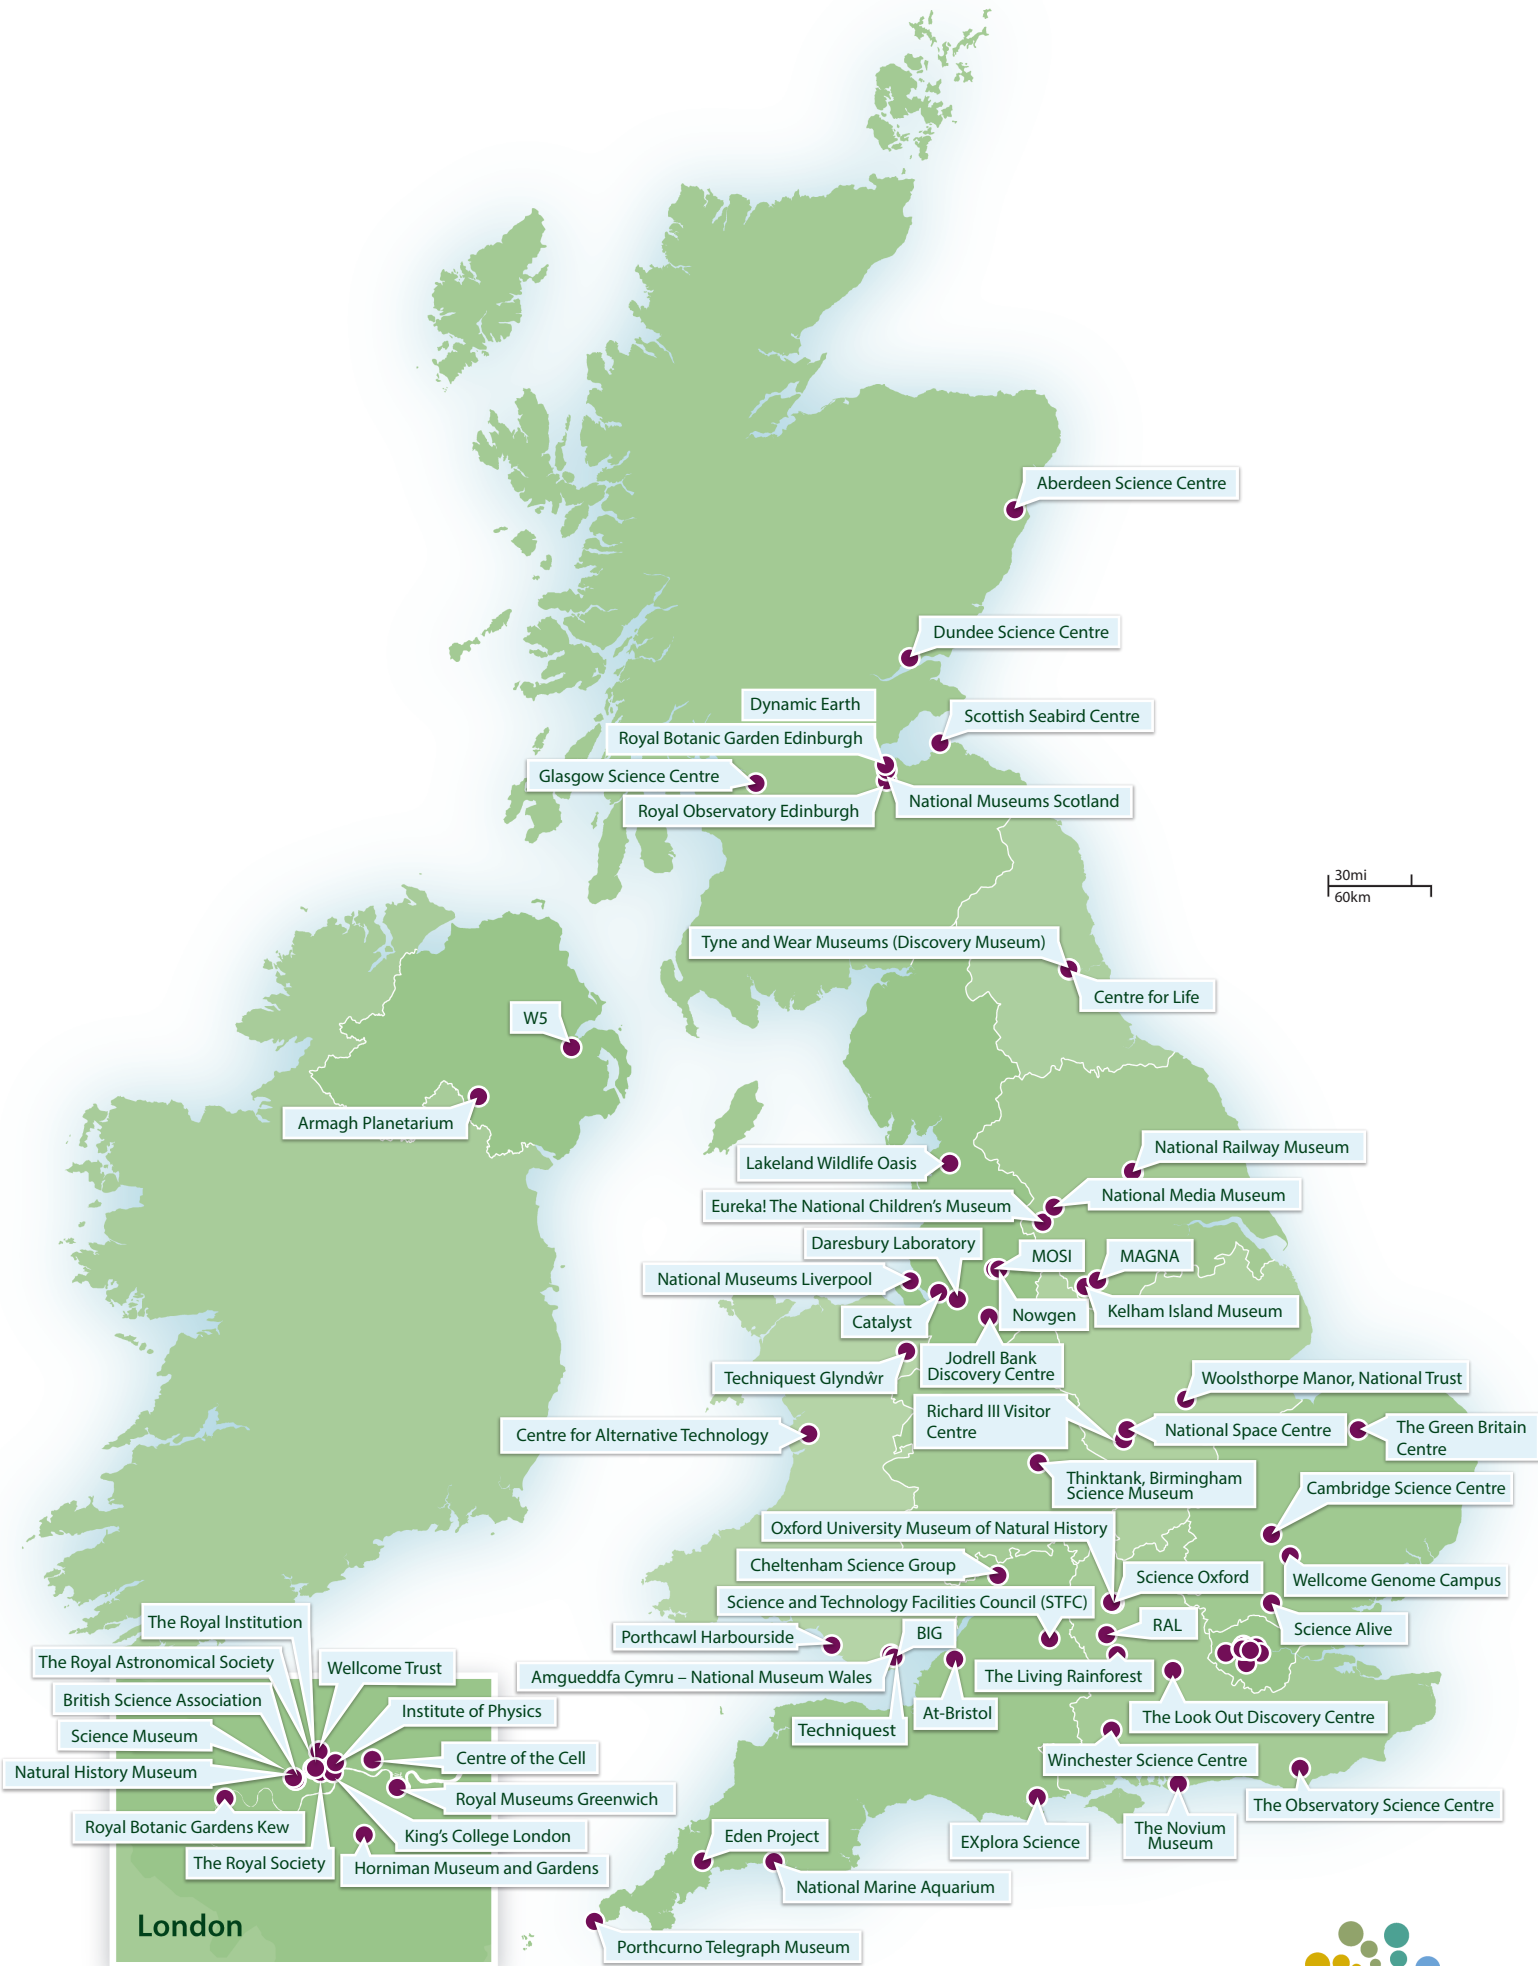 Aberdeen Science Centre
Dundee Science Centre
Dynamic Earth
Scottish Seabird Centre
Royal Botanic Garden Edinburgh
Glasgow Science Centre
National Museums Scotland
Royal Observatory Edinburgh
30mi
60km
Tyne and Wear Museums (Discovery Museum)
Centre for Life
W5
Armagh Planetarium
National Railway Museum
Lakeland Wildlife Oasis
National Media Museum
Eureka! The National Children's Museum
Daresbury Laboratory
MOSI
MAGNA
National Museums Liverpool
Kelham Island Museum
Nowgen
Catalyst
Jodrell Bank
Discovery Centre
Techniquest Glyndŵr
Woolsthorpe Manor, National Trust
Richard III Visitor
Centre
National Space Centre
The Green Britain
Centre
Centre for Alternative Technology
Thinktank, Birmingham
Science Museum
Cambridge Science Centre
Oxford University Museum of Natural History
Cheltenham Science Group
Science Oxford
Wellcome Genome Campus
Science and Technology Facilities Council (STFC)
RAL
Science Alive
Porthcawl Harbourside
BIG
Amgueddfa Cymru – National Museum Wales
The Living Rainforest
At-Bristol
The Look Out Discovery Centre
Techniquest
Winchester Science Centre
The Observatory Science Centre
The Novium
Museum
EXplora Science
Eden Project
National Marine Aquarium
Porthcurno Telegraph Museum
The Royal Institution
The Royal Astronomical Society
Wellcome Trust
British Science Association
Institute of Physics
Science Museum
Centre of the Cell
Natural History Museum
Royal Museums Greenwich
Royal Botanic Gardens Kew
King's College London
The Royal Society
Horniman Museum and Gardens
London